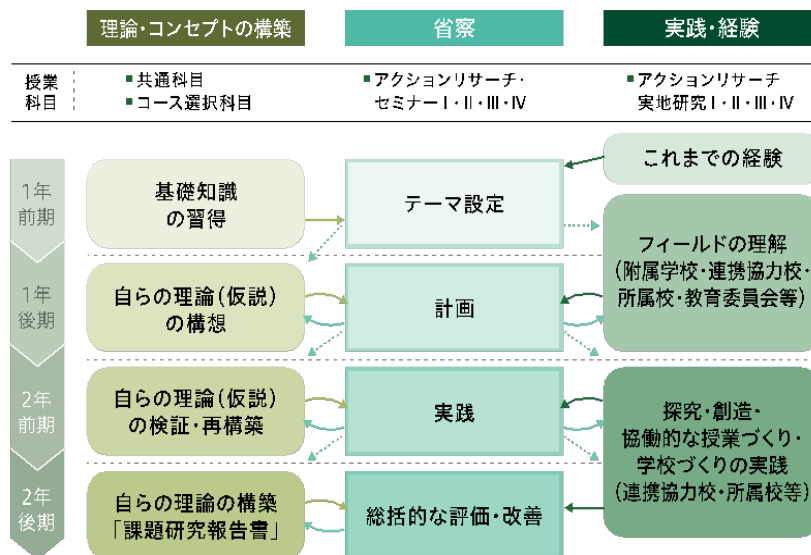 理論・コンセプトの構築
省察
実践・経験
授業
科目
■共通科目
■コース選択科目
■アクションリサーチ・
セミナーⅠ・Ⅱ・Ⅲ・Ⅳ
■アクションリサーチ
実地研究Ⅰ・Ⅱ・Ⅲ・Ⅳ
これまでの経験
1年
前期
基礎知識
の習得
テーマ設定
フィールドの理解
(附属学校・連携協力校・
所属校・教育委員会等)
1年
後期
自らの理論(仮説)
の構想
計画
2年
前期
自らの理論(仮説)
の検証・再構築
実践
探究・創造・
協働的な授業づくり・
学校づくりの実践
(連携協力校・所属校等)
2年
後期
自らの理論の構築
「課題研究報告書」
総括的な評価・改善